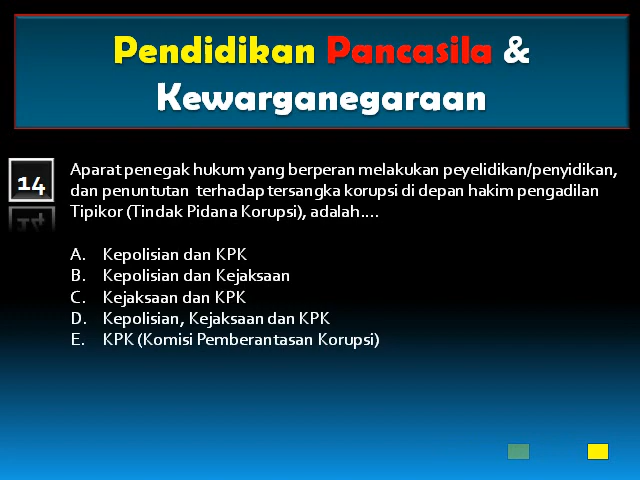 Pendidikan Pancasila &
Kewarganegaraan
14
Aparat penegak hukum yang berperan melakukan peyelidikan/penyidikan,
dan penuntutan terhadap tersangka korupsi di depan hakim pengadilan
Tipikor (Tindak Pidana Korupsi), adalah....
A. Kepolisian dan KPK
B. Kepolisian dan Kejaksaan
C. Kejaksaan dan KPK
D. Kepolisian, Kejaksaan dan KPK
E. KPK (Komisi Pemberantasan Korupsi)